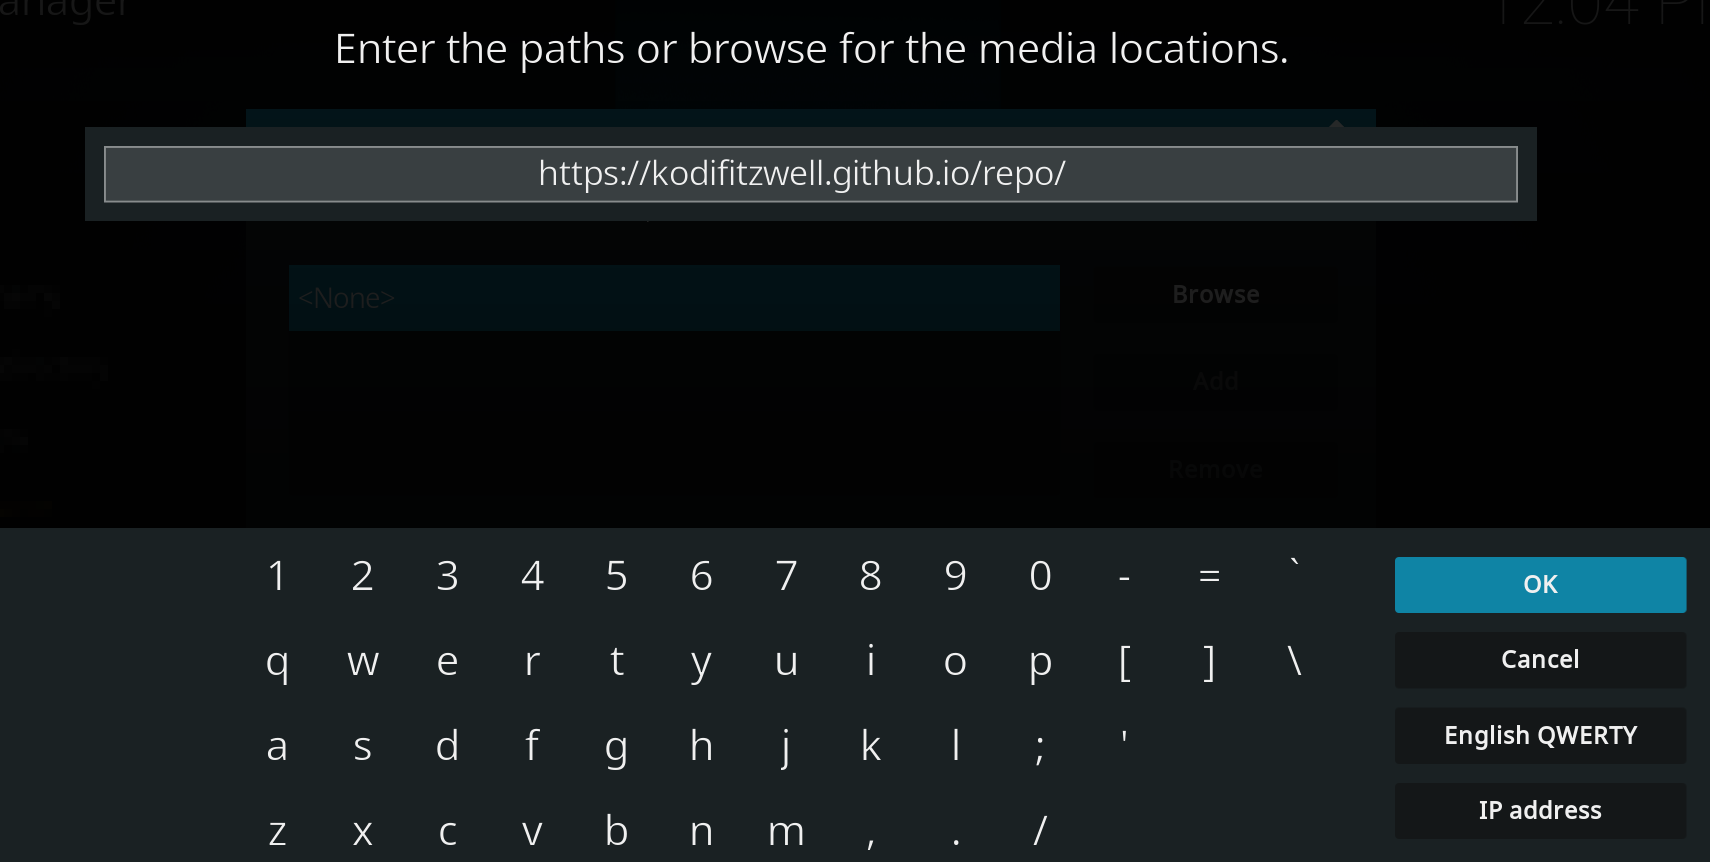 anager
12:04 P
Enter the paths or browse for the media locations.
https://kodifitzwell.github.io/repo/
<None>
Browse
Add
Remove
1 2 3 4 5 6 7 8 9 0 - = `
OK
q w e r t y u i o p [ ] \
Cancel
a s d f g h j k l ; '
English QWERTY
z x c v b n m , . /
IP address